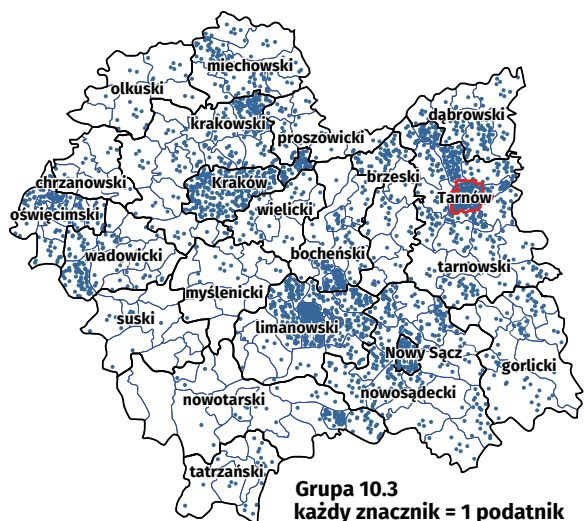 miechowski
olkuski
dąbrowski
krakowski
proszowicki
chrzanowski
Kraków
brzeski
Tarnów
oświęcimski
wielicki
wadowicki
bocheński
tarnowski
myślenicki
suski
limanowski
Nowy Sącz
gorlicki
nowotarski
nowosądecki
tatrzański
Grupa 10.3
każdy znacznik = 1 podatnik